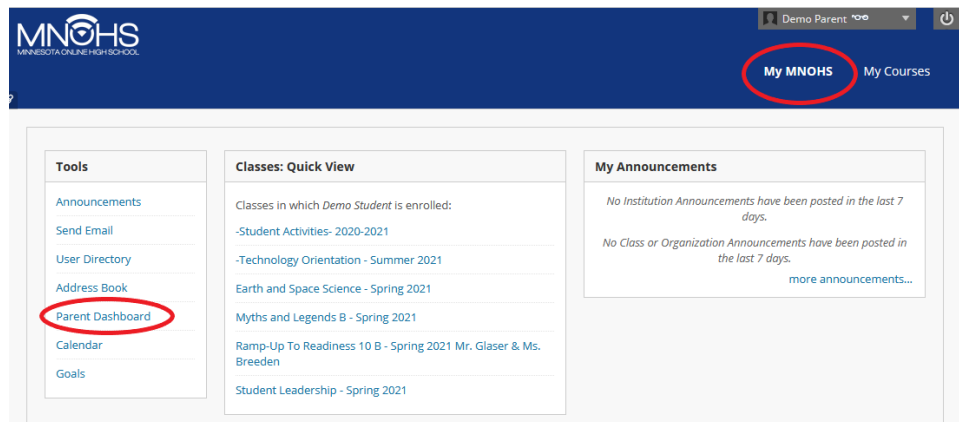 MNOHS
MINNESOTA ONLINE HIGH SCHOOL
Demo Parent
My MNOHS
My Courses
Tools
Announcements
Send Email
User Directory
Address Book
Parent Dashboard
Calendar
Goals
Classes: Quick View
Classes in which Demo Student is enrolled:
-Student Activities- 2020-2021
-Technology Orientation - Summer 2021
Earth and Space Science - Spring 2021
Myths and Legends B - Spring 2021
Ramp-Up To Readiness 10 B - Spring 2021 Mr. Glaser & Ms.
Breeden
Student Leadership - Spring 2021
My Announcements
No Institution Announcements have been posted in the last 7
days.
No Class or Organization Announcements have been posted in
the last 7 days.
more announcements...